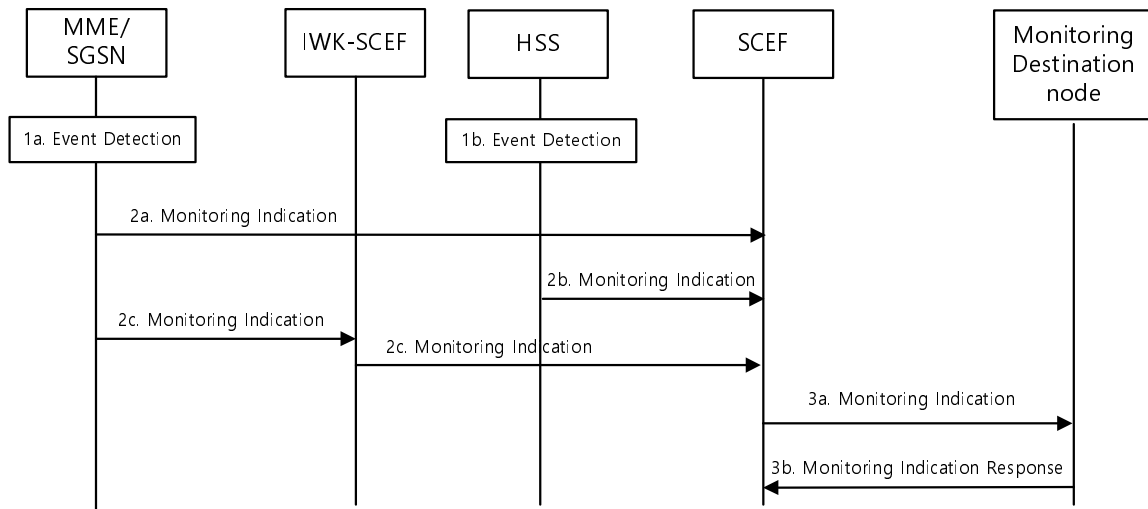 MME/
SGSN
IWK-SCEF
HSS
SCEF
Monitoring
Destination
node
1a. Event Detection
1b. Event Detection
2a. Monitoring Indication
2b. Monitoring Indication
2c. Monitoring Indication
2c. Monitoring Indication
3a. Monitoring Indication
3b. Monitoring Indication Response